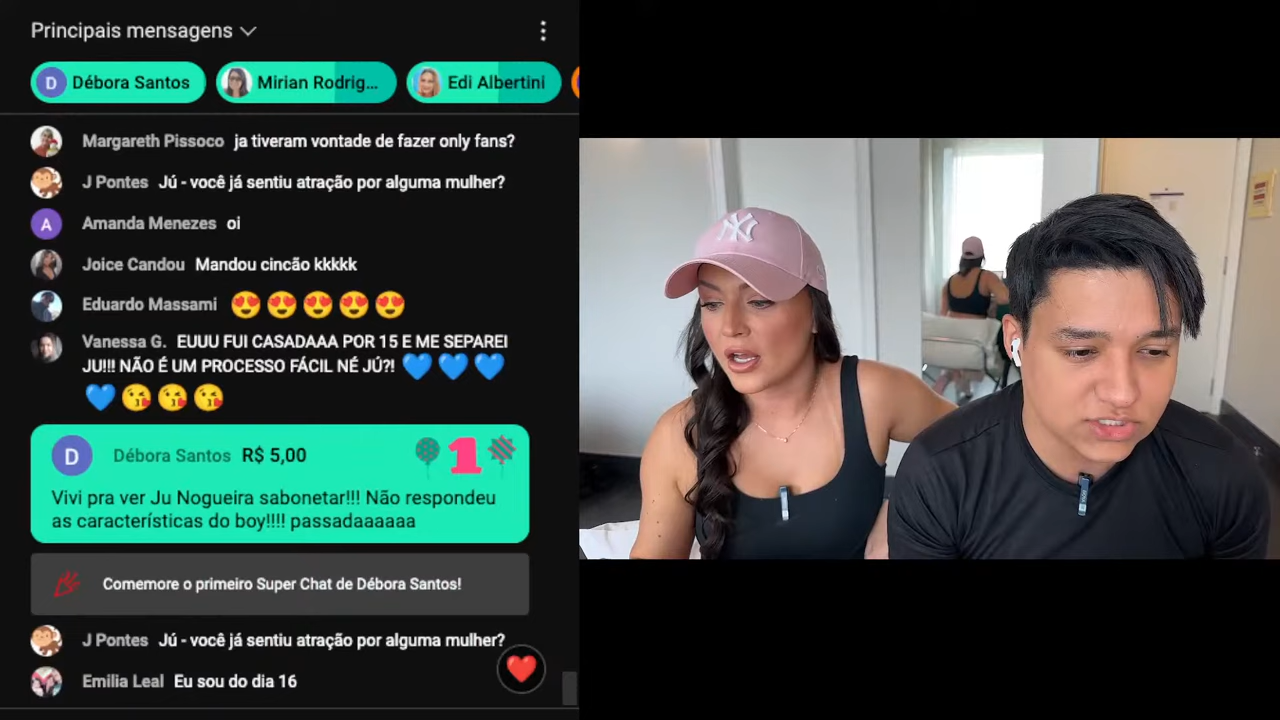 Principais mensagens
D Débora Santos
Mirian Rodrig...
Edi Albertini
Margareth Pissoco ja tiveram vontade de fazer only fans?
J Pontes Jú - você já sentiu atração por alguma mulher?
A Amanda Menezes oi
Joice Candou Mandou cincão kkkkk
Eduardo Massami 😍😍😍😍😍
Vanessa G. EUUU FUI CASADAAA POR 15 E ME SEPAREI
JU!!! NÃO É UM PROCESSO FÁCIL NÉ JÚ?! 💙💙💙
💙😘😘😘
D Débora Santos R$ 5,00 1
Vivi pra ver Ju Nogueira sabonetar!!! Não respondeu
as características do boy!!!! passadaaaaaa
Comemore o primeiro Super Chat de Débora Santos!
J Pontes Jú - você já sentiu atração por alguma mulher?
Emilia Leal Eu sou do dia 16
NY